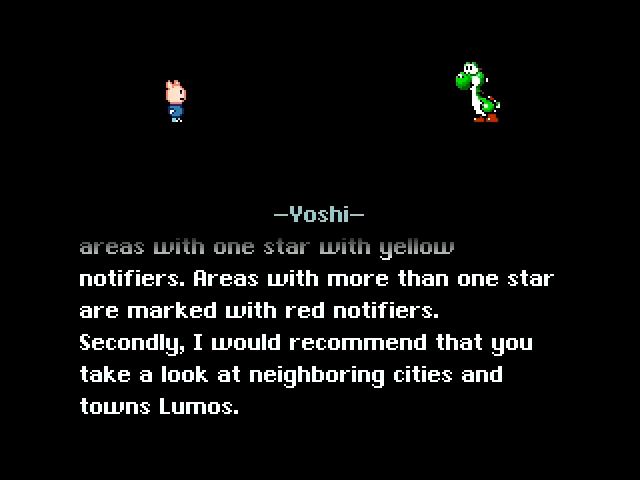 —Yoshi—
areas with one star with yellow
notifiers. Areas with more than one star
are marked with red notifiers.
Secondly, I would recommend that you
take a look at neighboring cities and
towns Lumos.